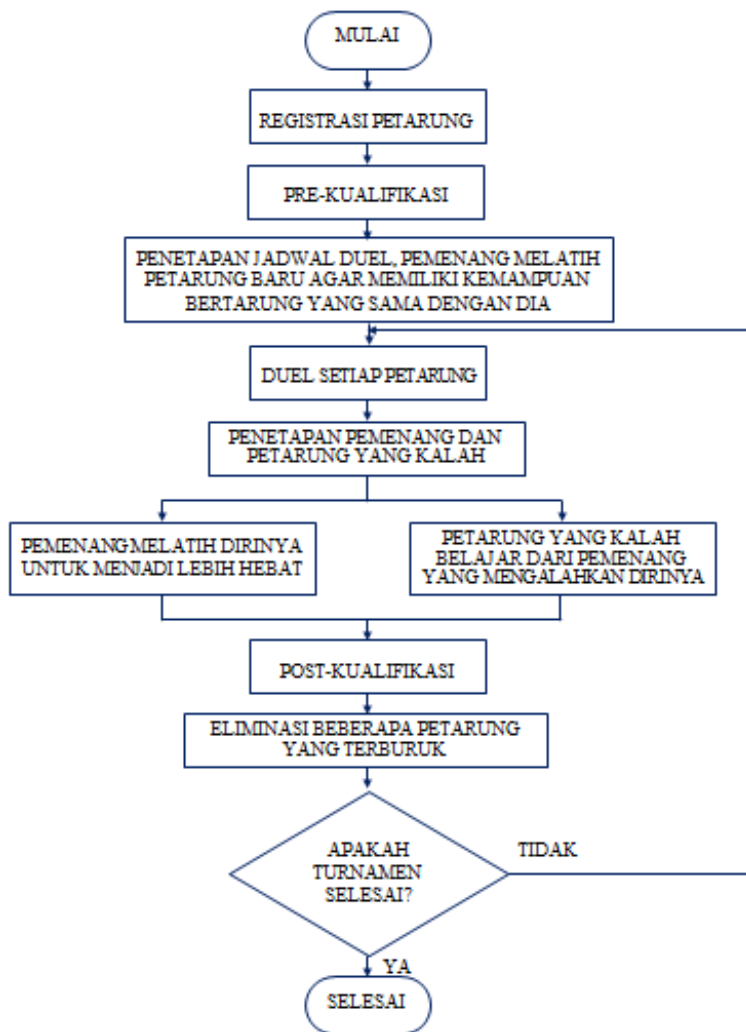 MULAI
REGISTRASI PETARUNG
PRE-KUALIFIKASI
PENETAPAN JADWAL DUEL, PEMENANG MELATIH
PETARUNG BARU AGAR MEMILIKI KEMAMPUAN
BERTARUNG YANG SAMA DENGAN DIA
DUEL SETIAP PETARUNG
PENETAPAN PEMENANG DAN
PETARUNG YANG KALAH
PEMENANG MELATIH DIRINYA
UNTUK MENJADI LEBIH HEBAT
PETARUNG YANG KALAH
BELAJAR DARI PEMENANG
YANG MENGALAHKAN DIRINYA
POST-KUALIFIKASI
ELIMINASI BEBERAPA PETARUNG
YANG TERBURUK
APAKAH
TURNAMEN
SELESAI?
TIDAK
YA
SELESAI